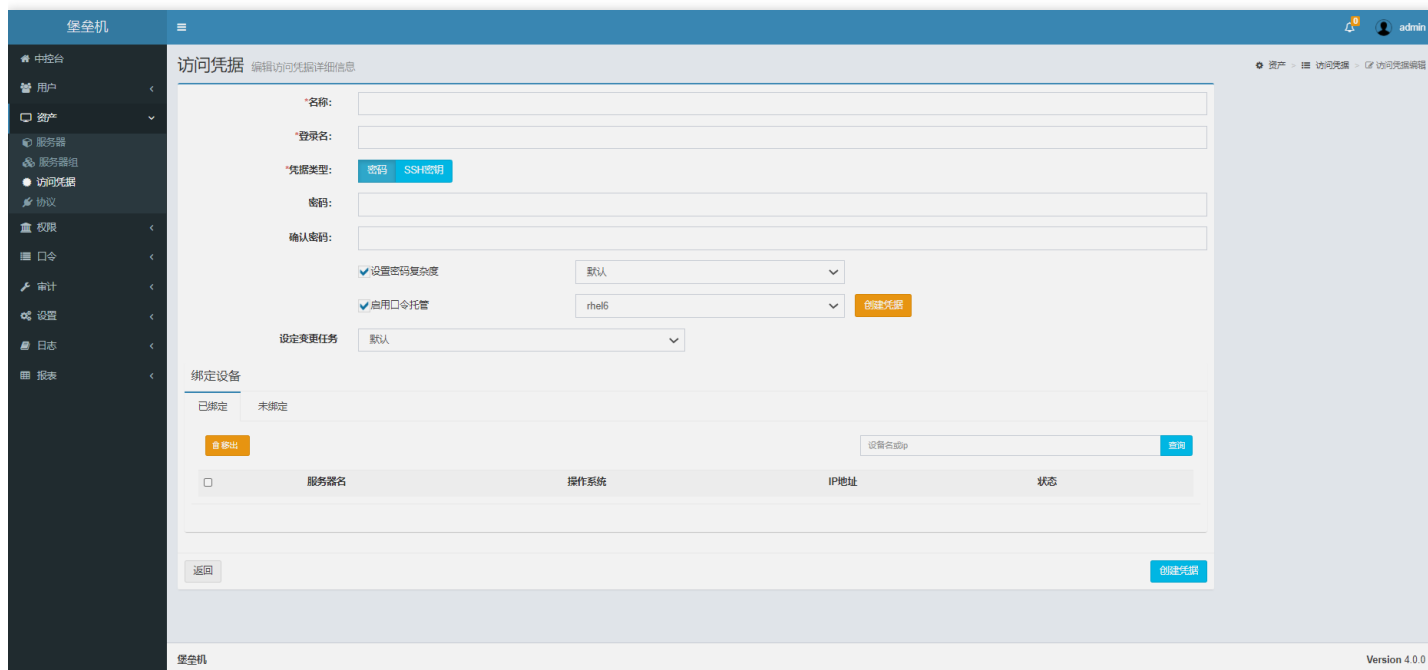 堡垒机
0
admin
中控台
用户
资产
服务器
服务器组
访问凭据
协议
权限
口令
审计
设置
日志
报表
访问凭据 编辑访问凭据详细信息
资产 > 访问凭据 > 访问凭据编辑
*名称:
*登录名:
*凭据类型: 密码 SSH密钥
密码:
确认密码:
设置密码复杂度 默认
启用口令托管 rhel6 创建凭据
设定变更任务 默认
绑定设备
已绑定 未绑定
移出 设备名或ip 查询
服务器名 操作系统 IP地址 状态
返回 创建凭据
堡垒机 Version 4.0.0